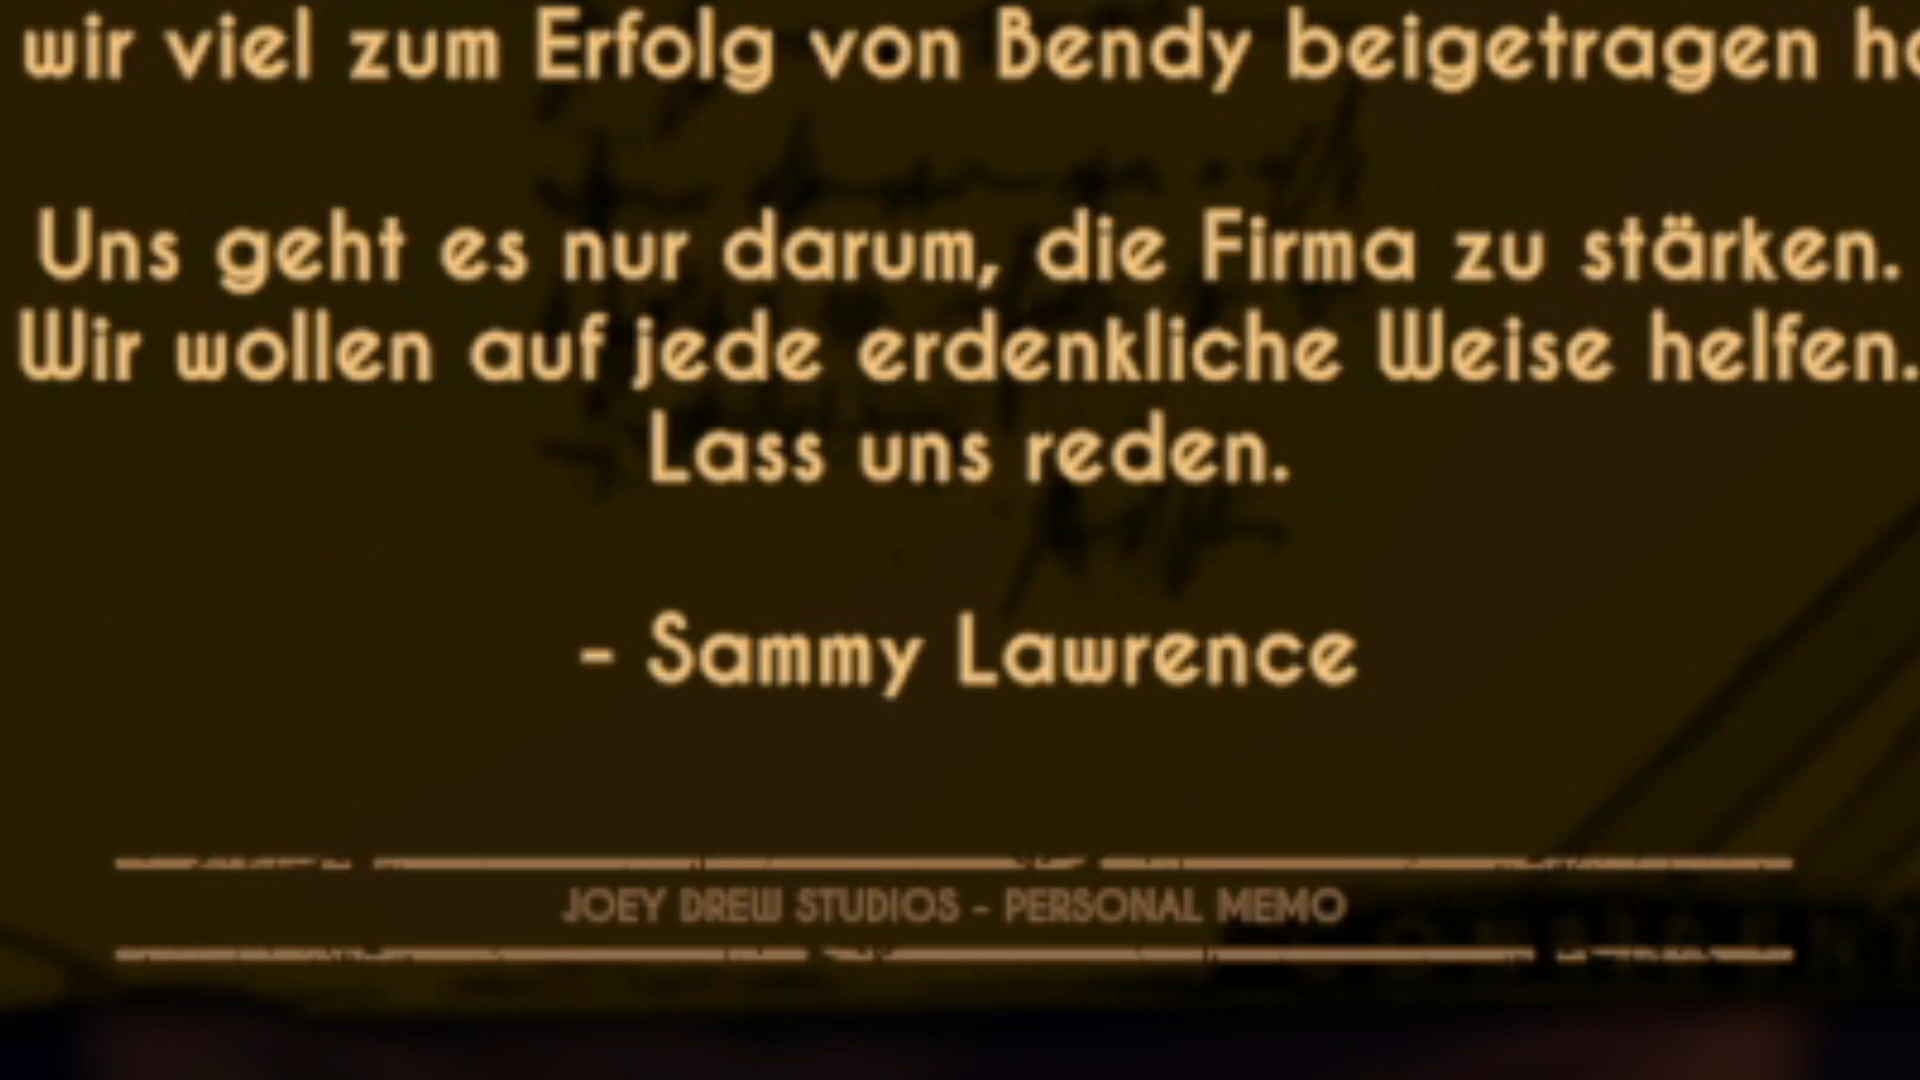 wir viel zum Erfolg von Bendy beigetragen
Uns geht es nur darum, die Firma zu stärken.
Wir wollen auf jede erdenkliche Weise helfen.
Lass uns reden.
- Sammy Lawrence
JOEY DREW STUDIOS - PERSONAL MEMO